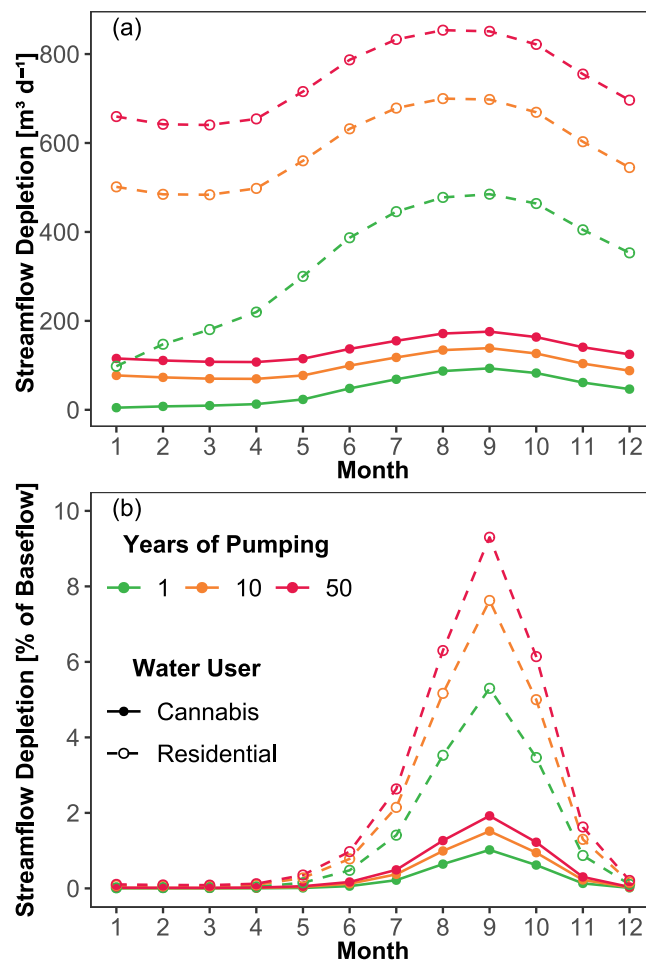 (a)
Streamflow Depletion [m³ d⁻¹]
800
600
400
200
0
1 2 3 4 5 6 7 8 9 10 11 12
Month
(b)
Streamflow Depletion [% of Baseflow]
10
8
6
4
2
0
Years of Pumping
1 10 50
Water User
Cannabis
Residential
1 2 3 4 5 6 7 8 9 10 11 12
Month